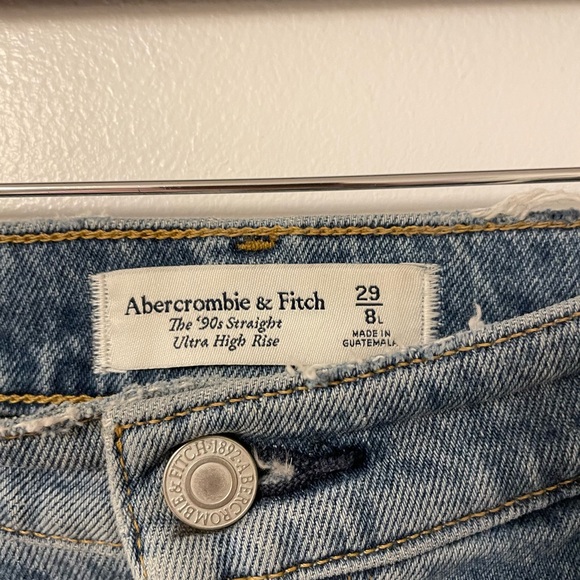 Abercrombie & Fitch
The '90s Straight
Ultra High Rise
29
8L
MADE IN
GUATEMALA
ABERCROMBIE & FITCH · 1892 ·